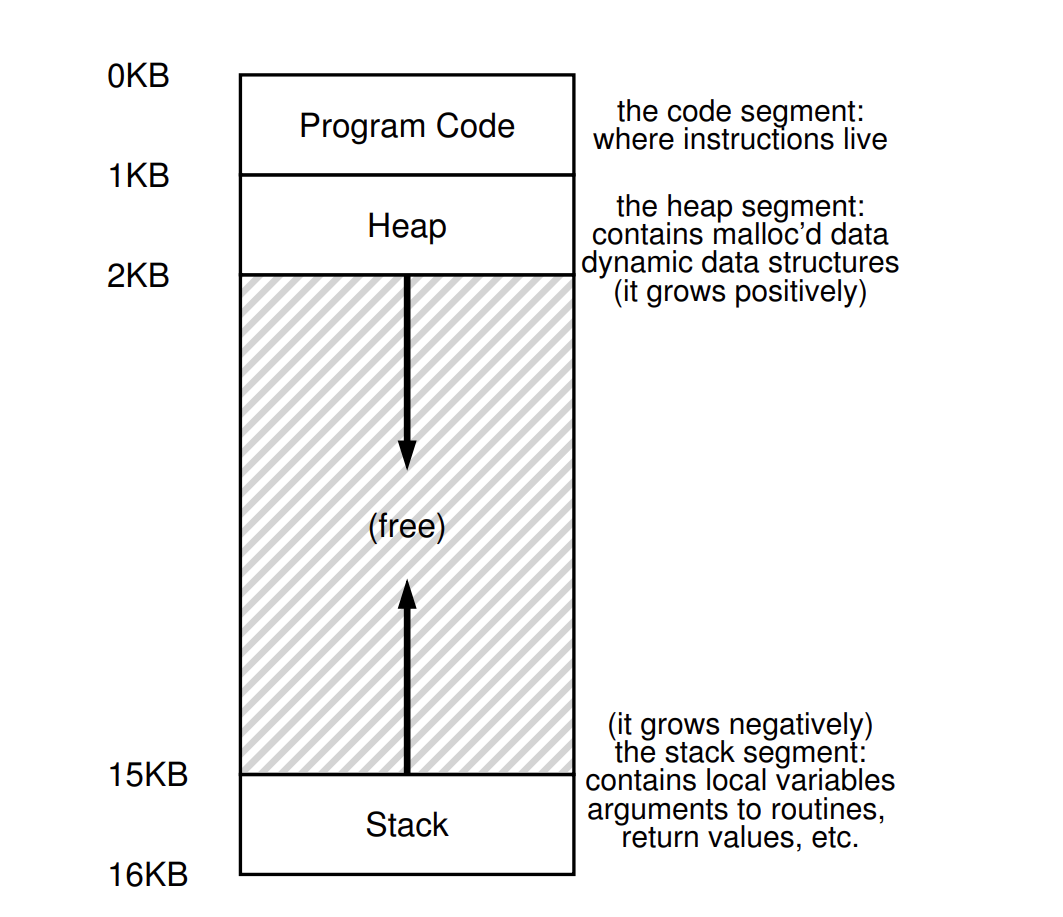 0KB
Program Code
the code segment:
where instructions live
1KB
Heap
the heap segment:
contains malloc’d data
dynamic data structures
(it grows positively)
2KB
(free)
(it grows negatively)
the stack segment:
contains local variables
arguments to routines,
return values, etc.
15KB
Stack
16KB